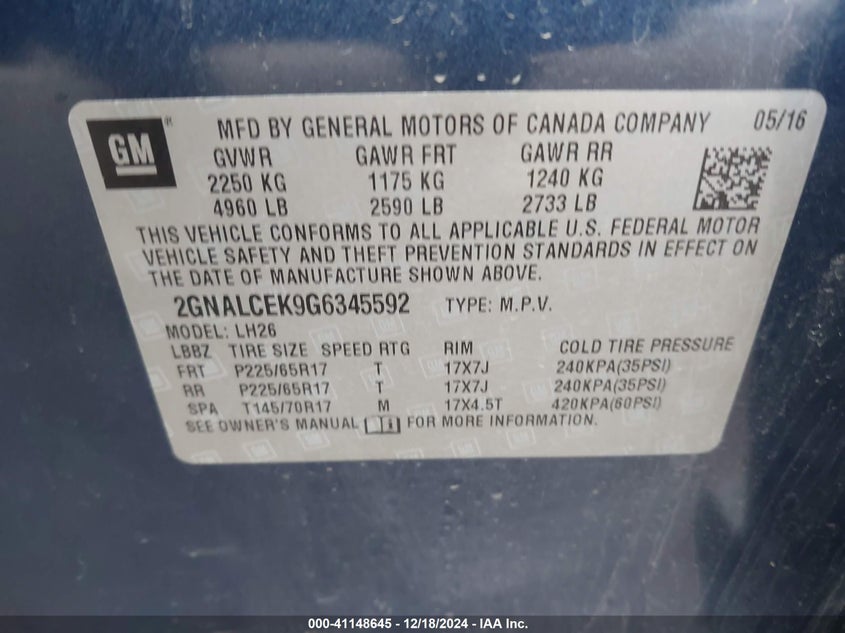 GM ® MFD BY GENERAL MOTORS OF CANADA COMPANY 05/16
GVWR GAWR FRT GAWR RR
2250 KG 1175 KG 1240 KG
4960 LB 2590 LB 2733 LB
THIS VEHICLE CONFORMS TO ALL APPLICABLE U.S. FEDERAL MOTOR
VEHICLE SAFETY AND THEFT PREVENTION STANDARDS IN EFFECT ON
THE DATE OF MANUFACTURE SHOWN ABOVE.
2GNALCEK9G6345592 TYPE: M.P.V.
MODEL: LH26
LBBZ TIRE SIZE SPEED RTG RIM COLD TIRE PRESSURE
FRT P225/65R17 T 17X7J 240KPA(35PSI)
RR P225/65R17 T 17X7J 240KPA(35PSI)
SPA T145/70R17 M 17X4.5T 420KPA(60PSI)
SEE OWNER'S MANUAL FOR MORE INFORMATION.
000-41148645 - 12/18/2024 - IAA Inc.